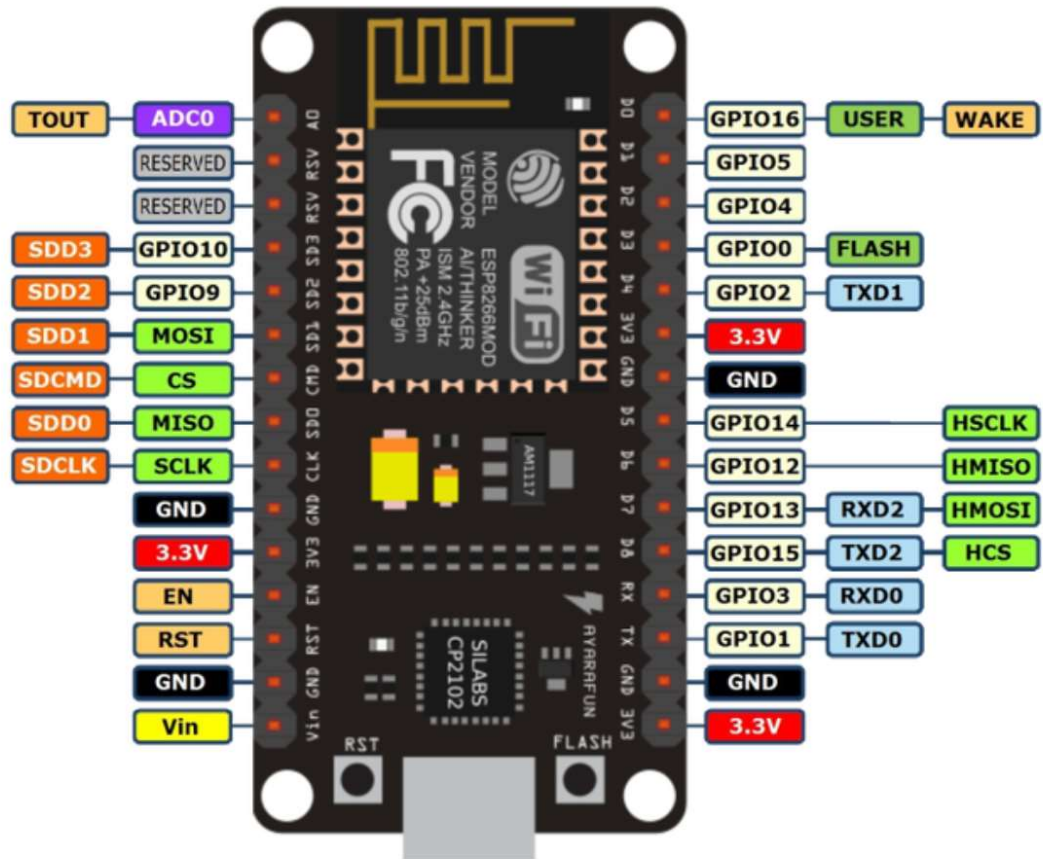 TOUT ADC0 A0
RESERVED RSV
RESERVED RSV
SDD3 GPIO10 SD3
SDD2 GPIO9 SD2
SDD1 MOSI SD1
SDCMD CS CMD
SDD0 MISO SD0
SDCLK SCLK CLK
GND GND
3.3V 3V3
EN EN
RST RST
GND GND
Vin Vin
MODEL
VENDOR
FC
ESP8266MOD
AI/THINKER
ISM 2.4GHz
PA +25dBm
802.11b/g/n
WiFi
AM1117
SILABS
CP2102
AYARAFUN
RST
FLASH
D0 GPIO16 USER WAKE
D1 GPIO5
D2 GPIO4
D3 GPIO0 FLASH
D4 GPIO2 TXD1
3V3 3.3V
GND GND
D5 GPIO14 HSCLK
D6 GPIO12 HMISO
D7 GPIO13 RXD2 HMOSI
D8 GPIO15 TXD2 HCS
RX GPIO3 RXD0
TX GPIO1 TXD0
GND GND
3V3 3.3V